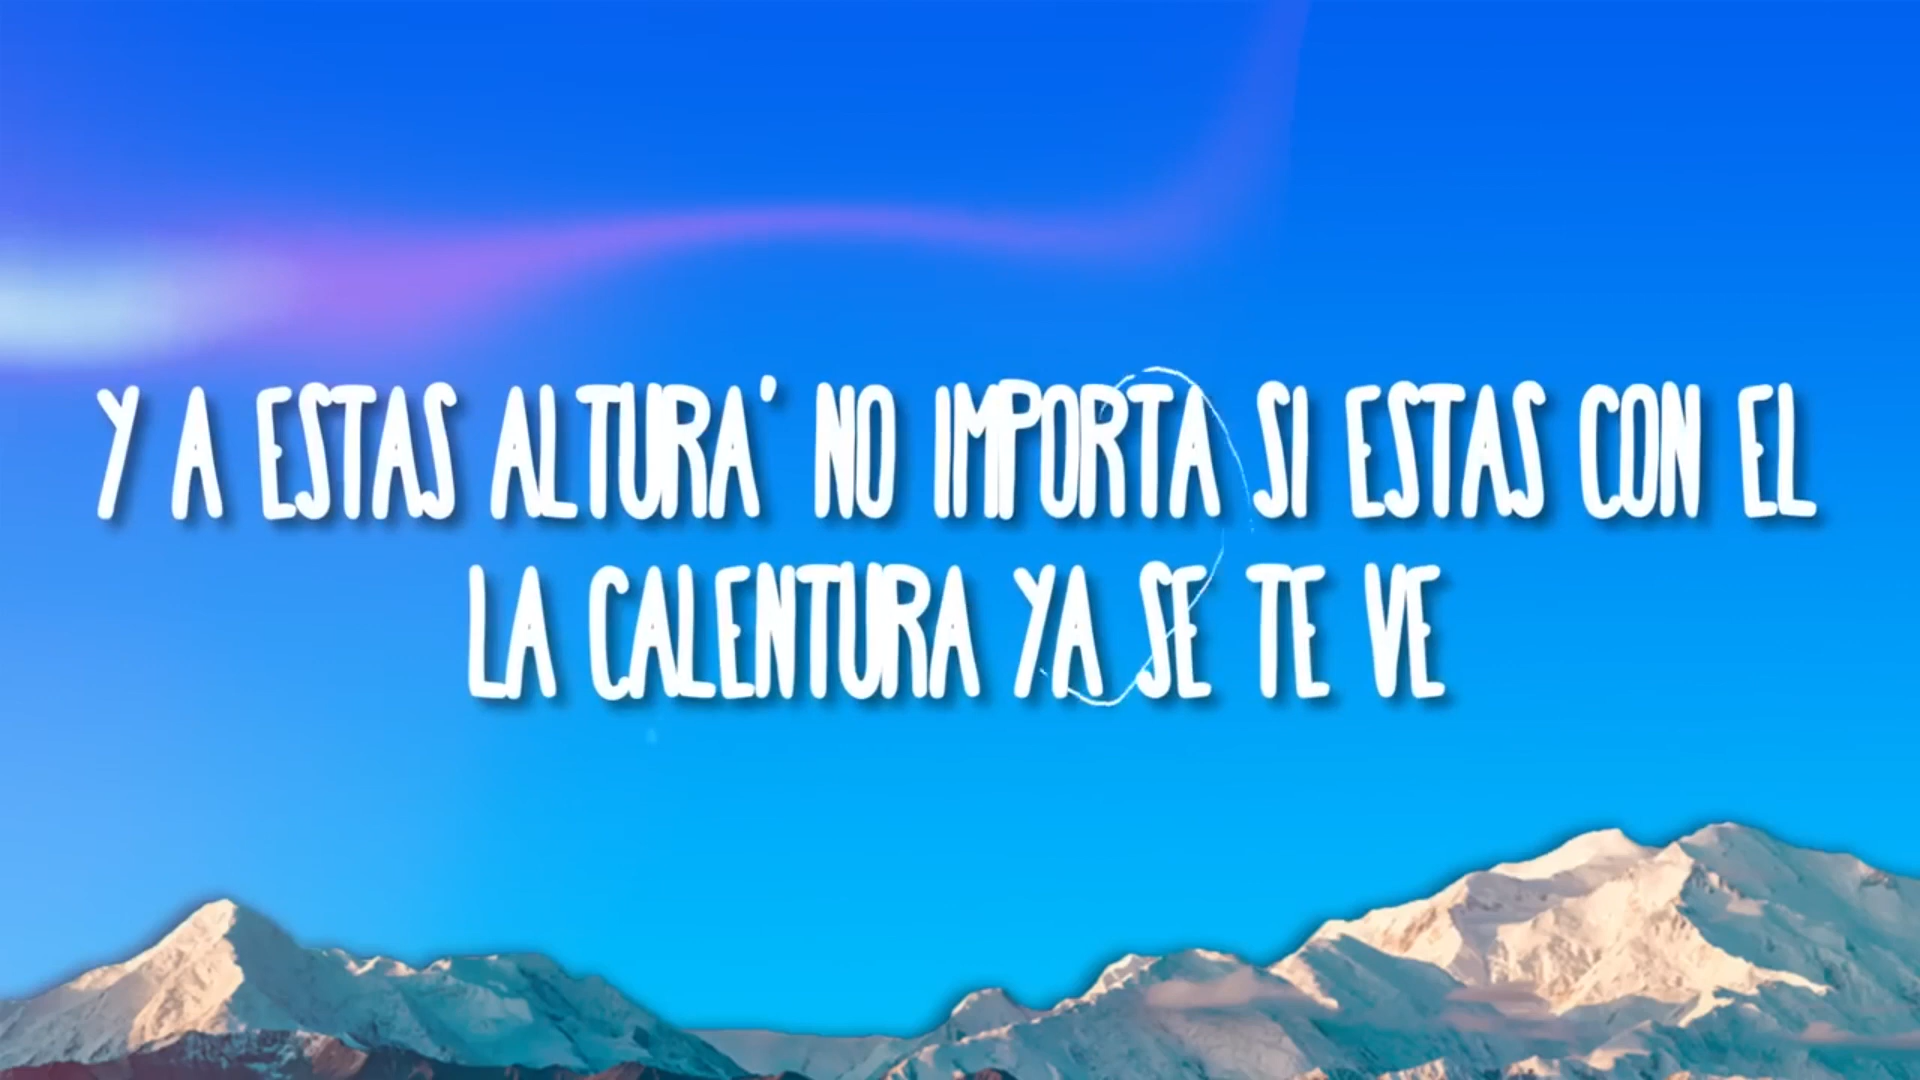 Y A ESTAS ALTURA' NO IMPORTA SI ESTAS CON EL
LA CALENTURA YA SE TE VE